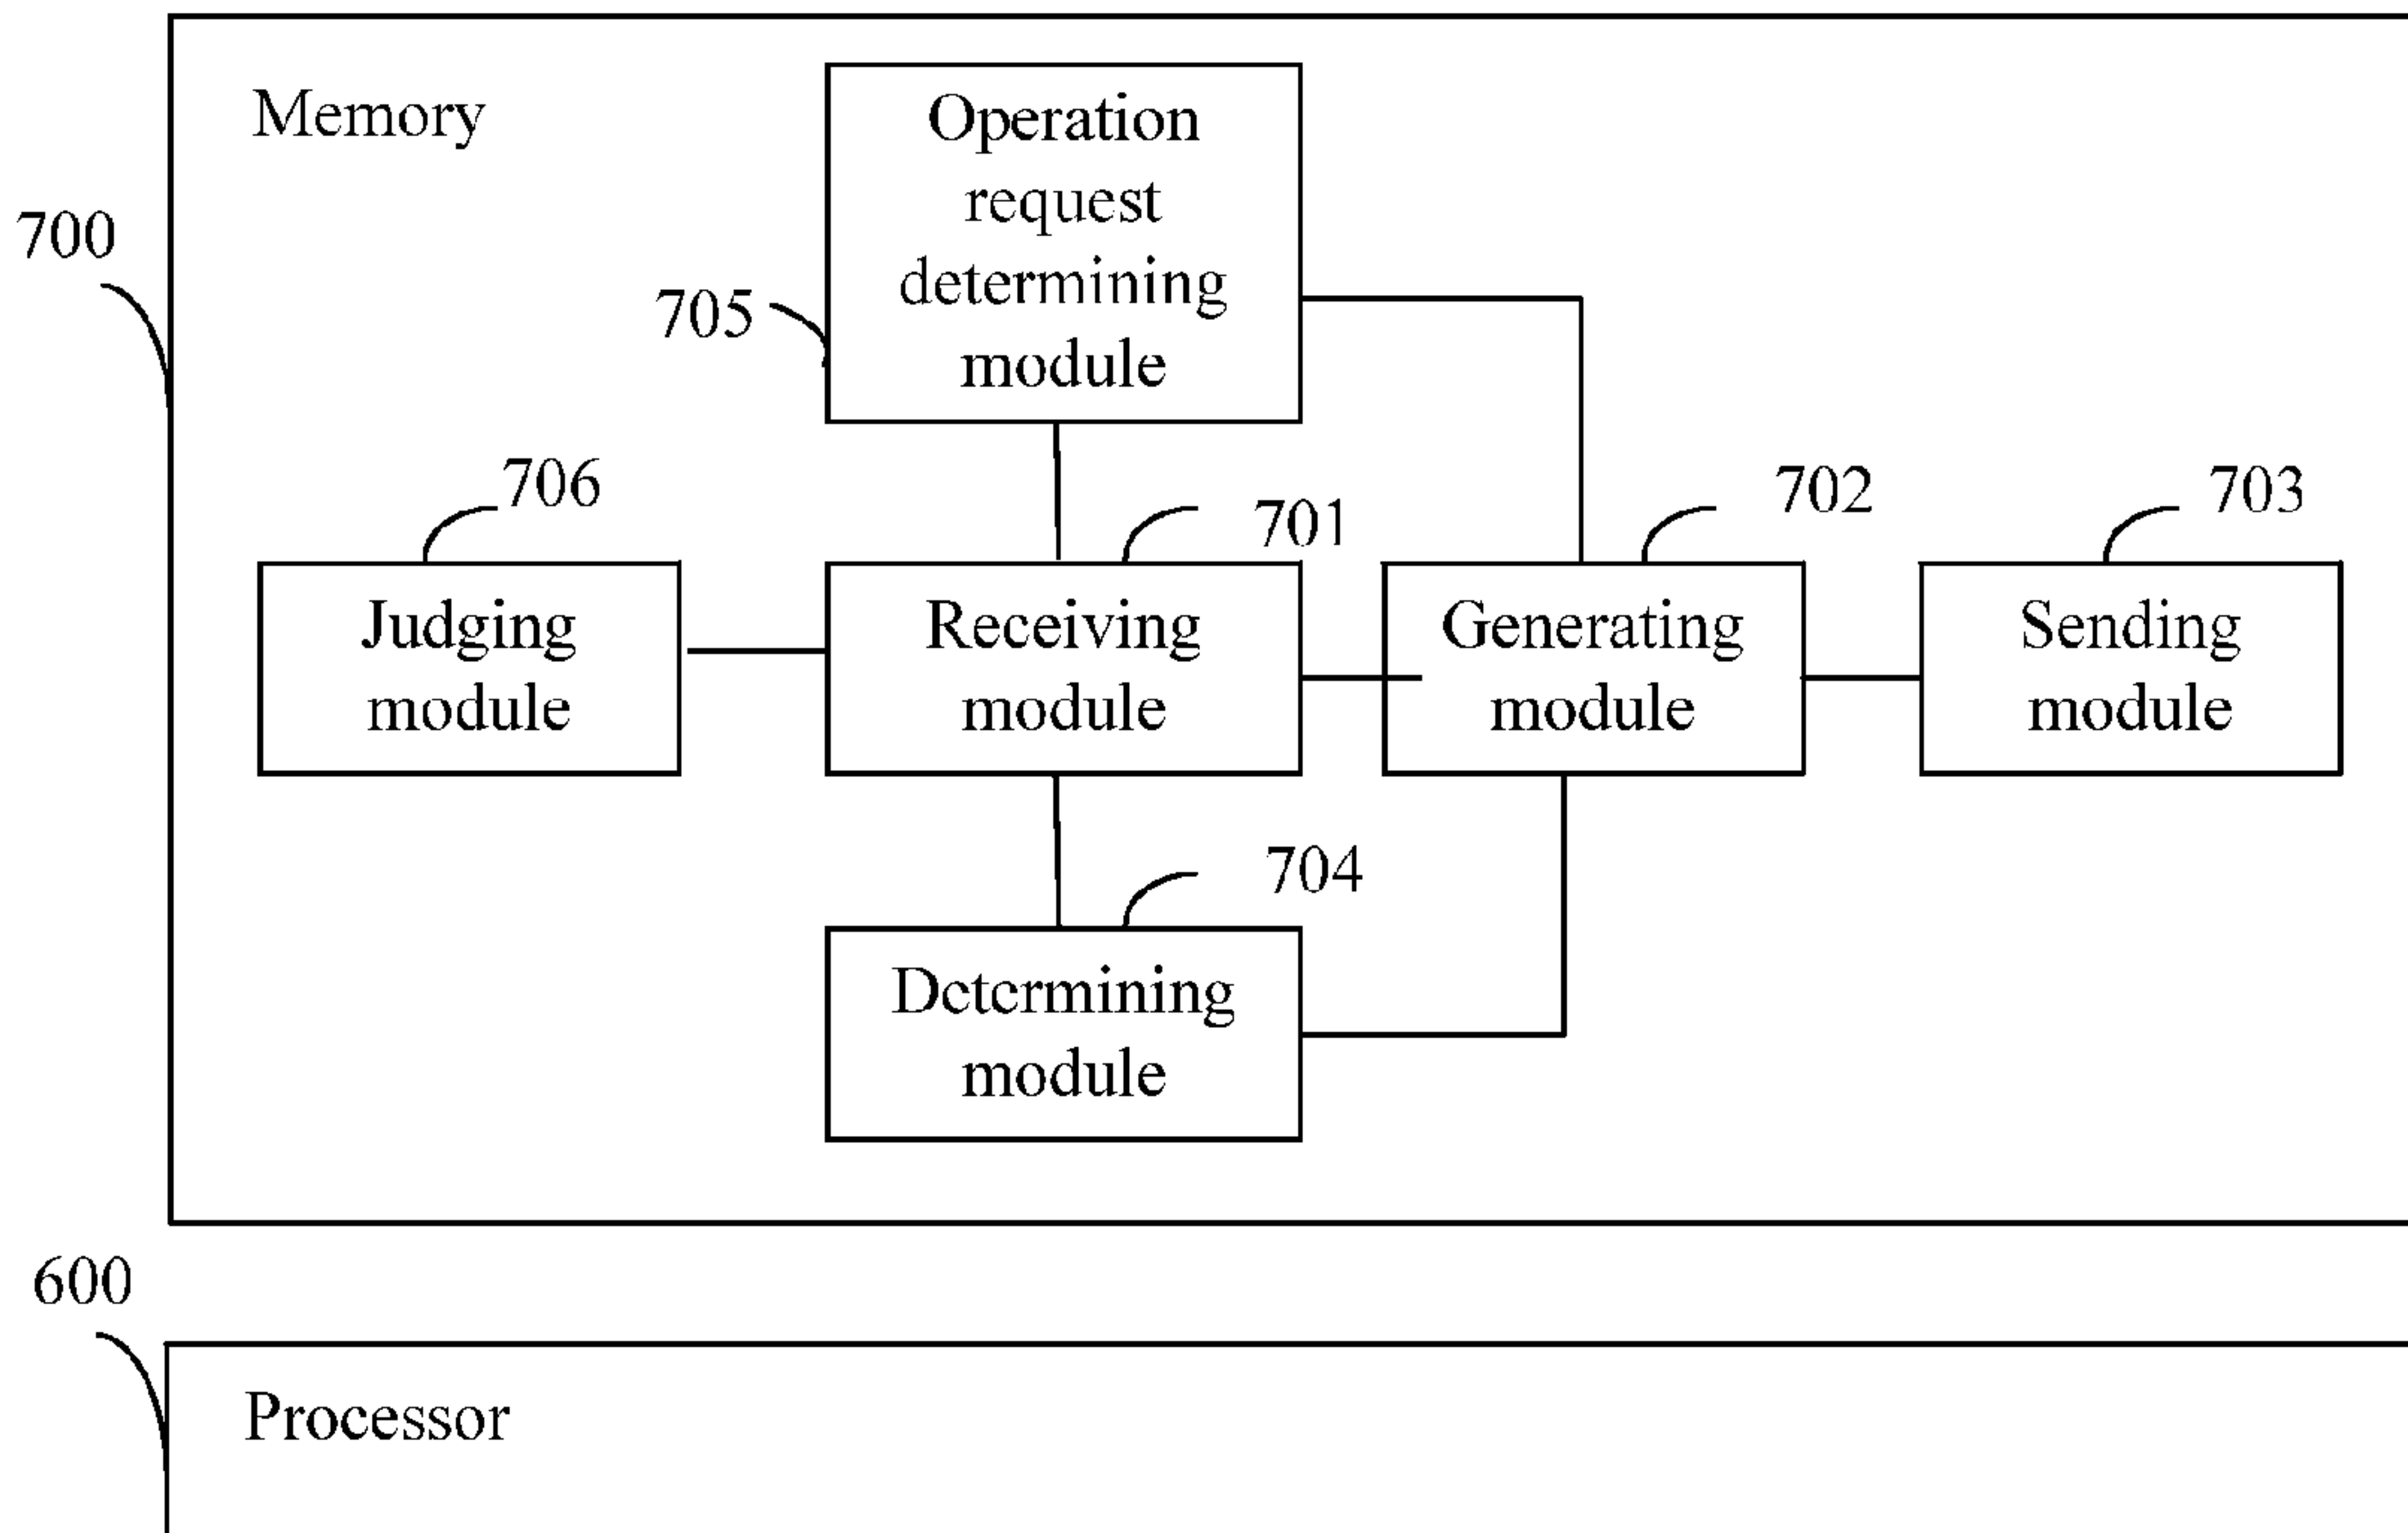 Memory
Operation
request
determining
module
700
705
706
701
702
703
Judging
module
Receiving
module
Generating
module
Sending
module
704
Determining
module
600
Processor